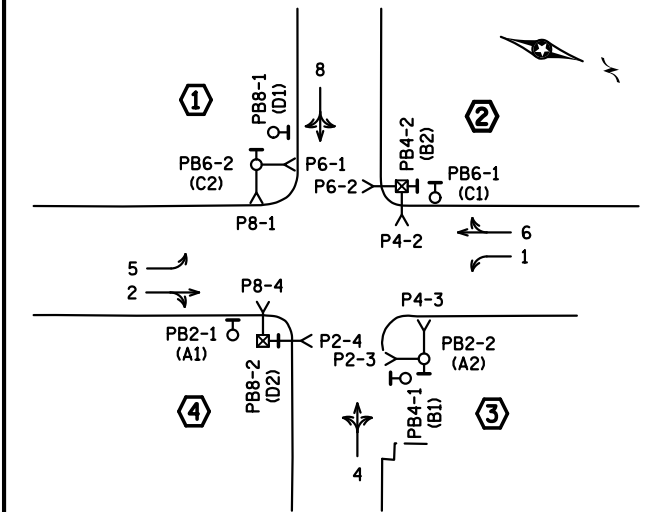 8
PB8-1
(D1)
1
2
PB4-2
(B2)
PB6-2
(C2)
P6-1
P6-2
PB6-1
(C1)
P8-1
P4-2
6
1
5
2
P8-4
P4-3
PB2-1
(A1)
P2-4
P2-3
PB2-2
(A2)
PB8-2
(D2)
PB4-1
(B1)
4
3
4
N